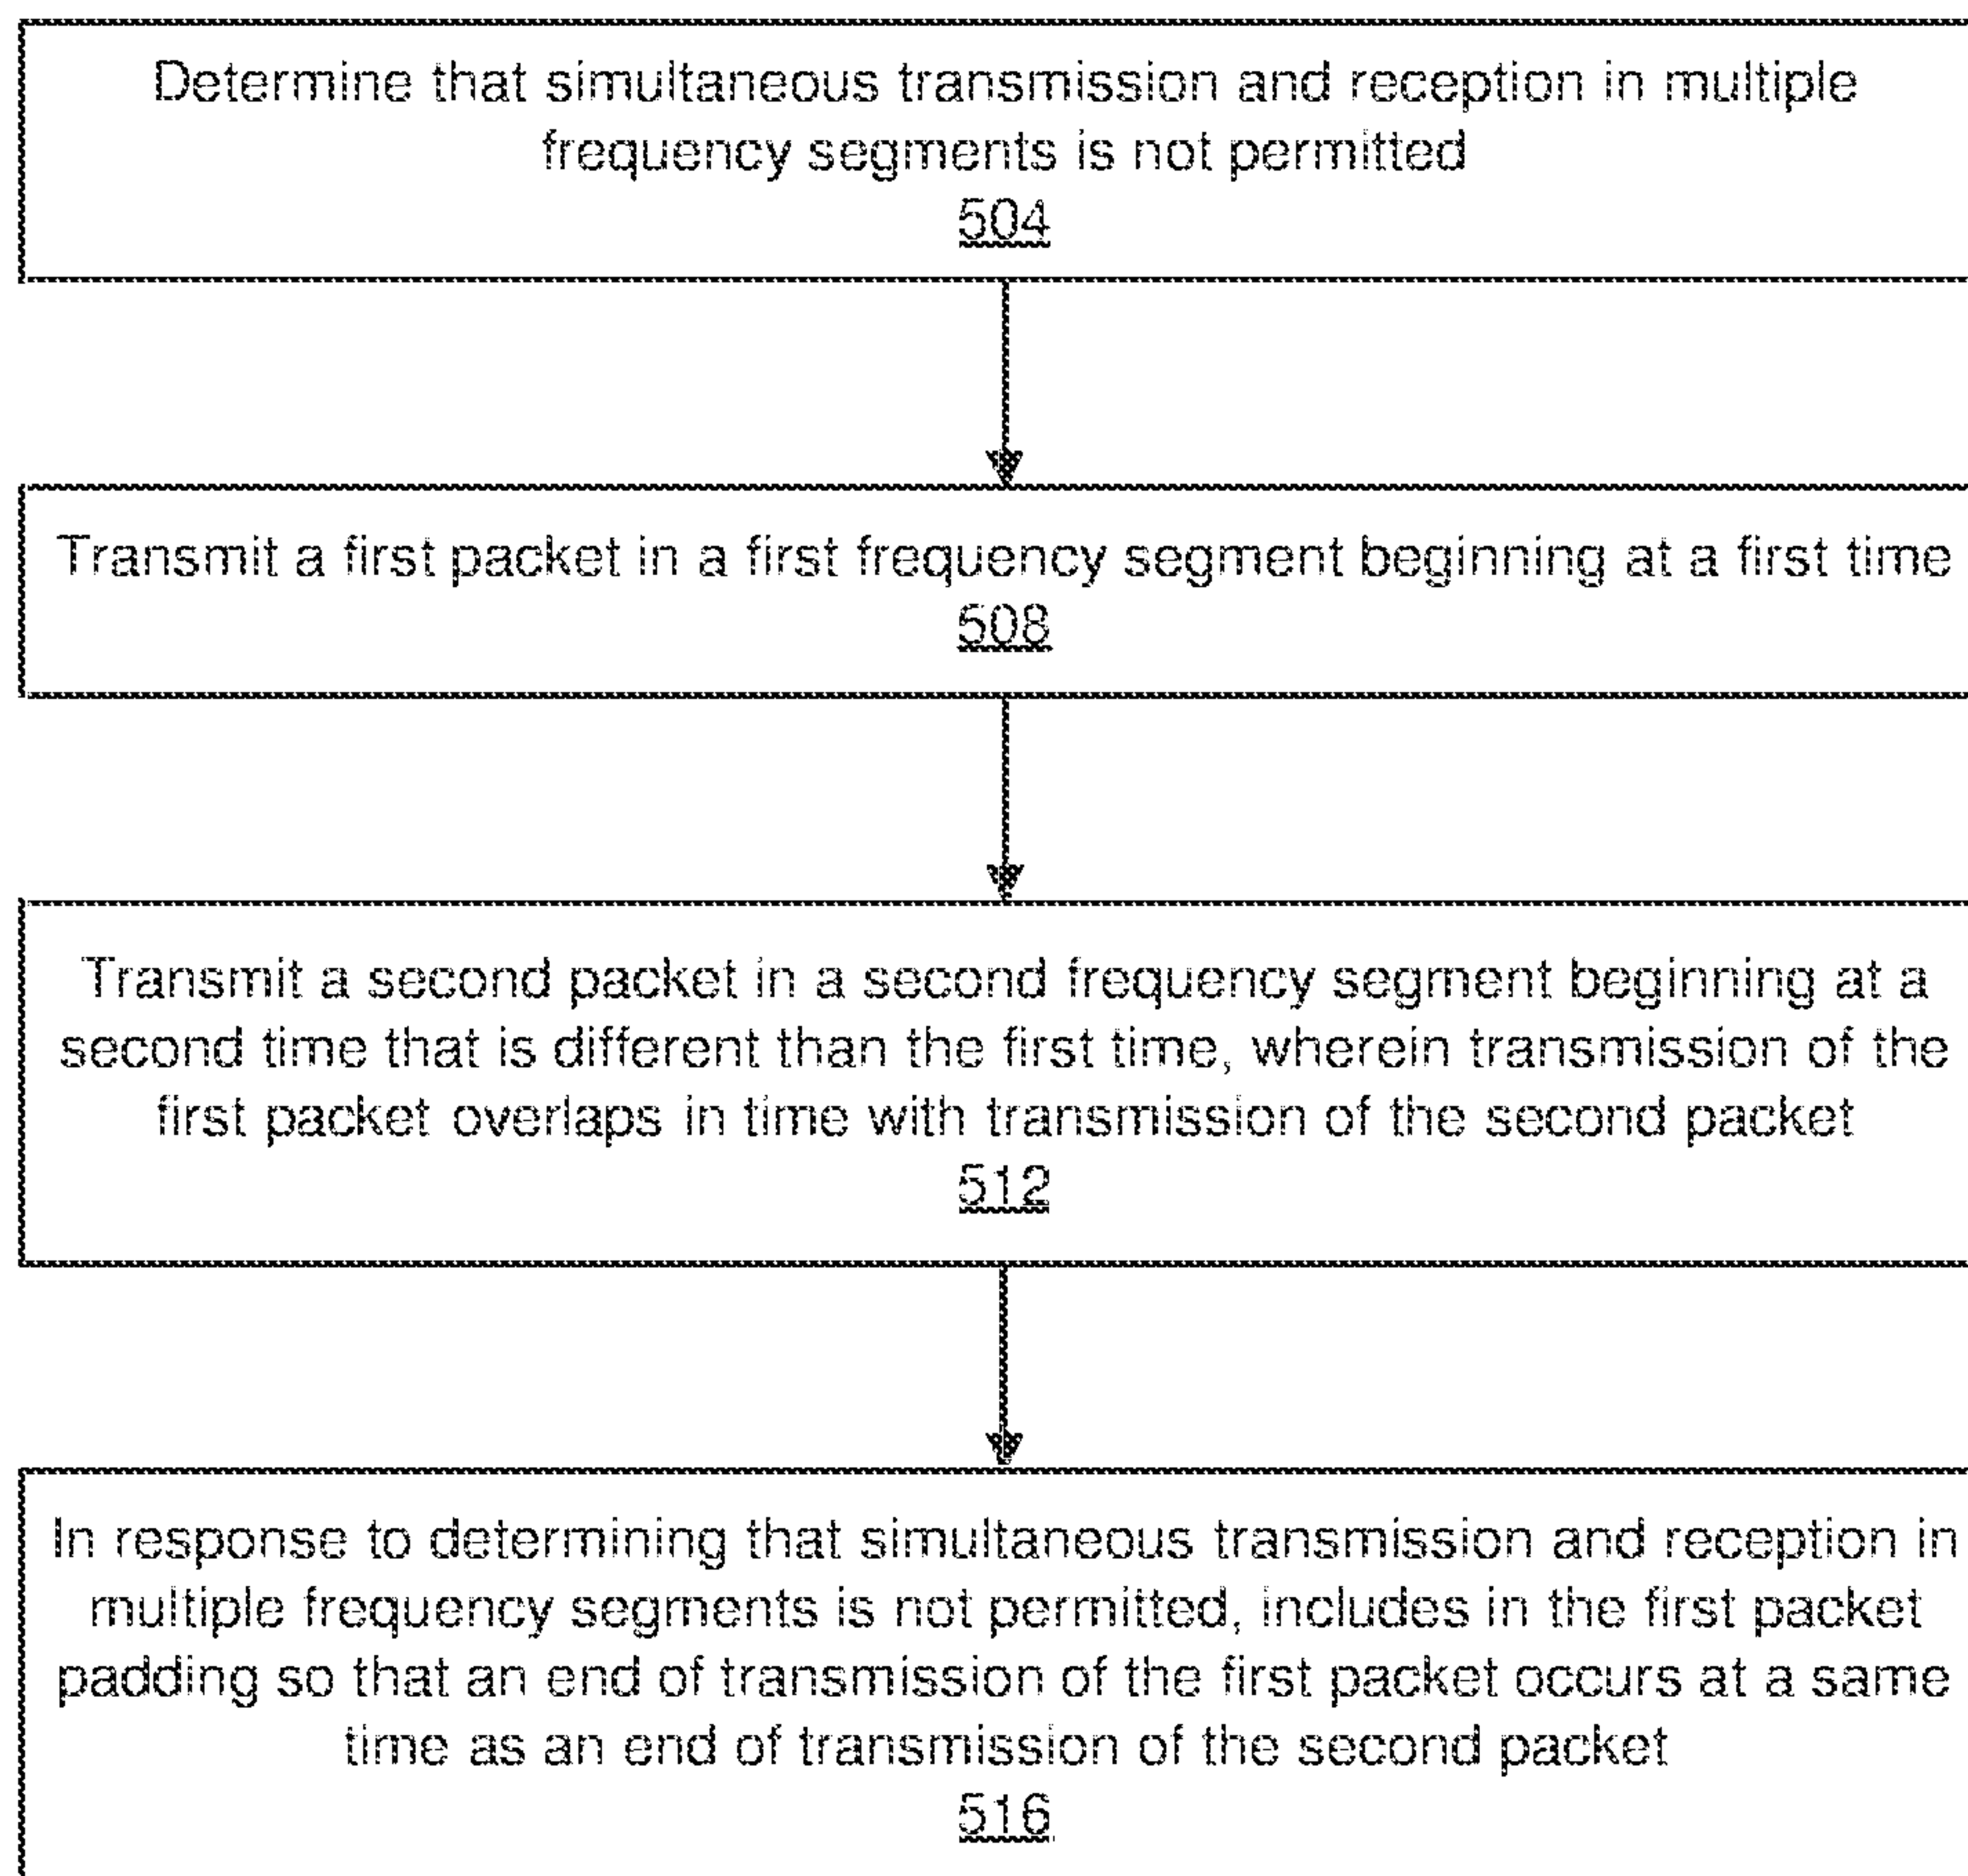 Determine that simultaneous transmission and reception in multiple
frequency segments is not permitted
504
Transmit a first packet in a first frequency segment beginning at a first time
508
Transmit a second packet in a second frequency segment beginning at a
second time that is different than the first time, wherein transmission of the
first packet overlaps in time with transmission of the second packet
512
In response to determining that simultaneous transmission and reception in
multiple frequency segments is not permitted, includes in the first packet
padding so that an end of transmission of the first packet occurs at a same
time as an end of transmission of the second packet
516